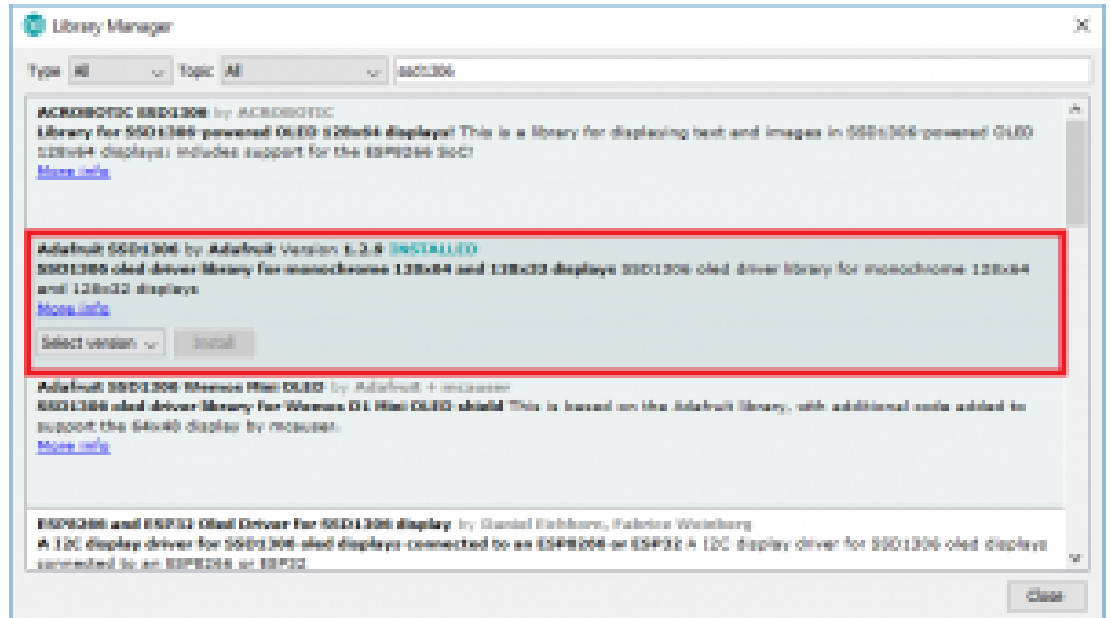 Library Manager
Type All Topic All ssd1306
ACROBOTIC SSD1306 by ACROBOTIC
Library for SSD1306-powered OLED 128x64 displays! This is a library for displaying text and images in SSD1306-powered OLED
128x64 displays; includes support for the ESP8266 SoC!
More info
Adafruit SSD1306 by Adafruit Version INSTALLED
SSD1306 oled driver library for monochrome 128x64 and 128x32 displays SSD1306 oled driver library for monochrome 128x64
and 128x32 displays
More info
Select version Install
Adafruit SSD1306 Wemos Mini OLED by Adafruit + mcauser
SSD1306 oled driver library for Wemos D1 Mini OLED shield This is based on the Adafruit library, with additional code added to
support the 64x48 display by mcauser.
More info
ESP8266 and ESP32 Oled Driver for SSD1306 display by Daniel Eichhorn, Fabrice Weinberg
A I2C display driver for SSD1306 oled displays connected to an ESP8266 or ESP32 A I2C display driver for SSD1306 oled displays
connected to an ESP8266 or ESP32
Close